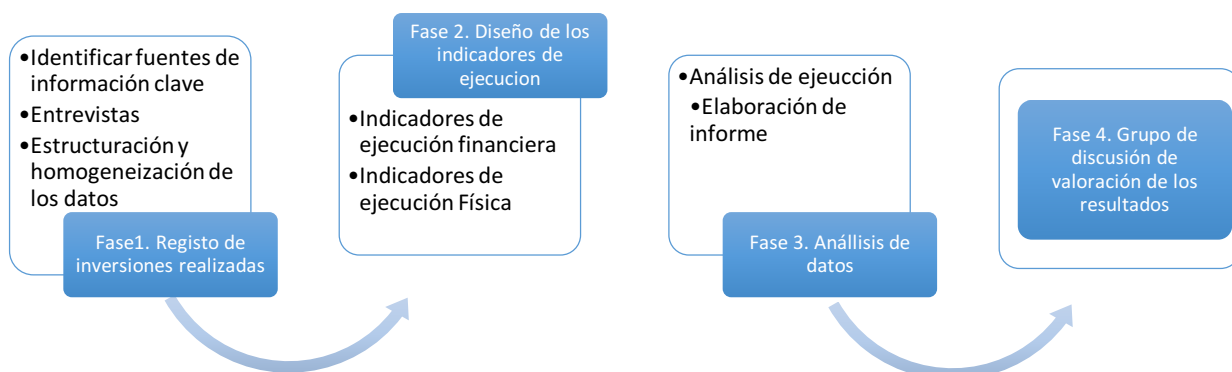 •Identificar fuentes de
información clave
•Entrevistas
•Estructuración y
homogeneización de
los datos
Fase1. Registo de
inversiones realizadas
Fase 2. Diseño de los
indicadores de
ejecucion
•Indicadores de
ejecución financiera
•Indicadores de
ejecución Física
•Análisis de ejeucción
•Elaboración de
informe
Fase 3. Anállisis de
datos
Fase 4. Grupo de
discusión de
valoración de los
resultados